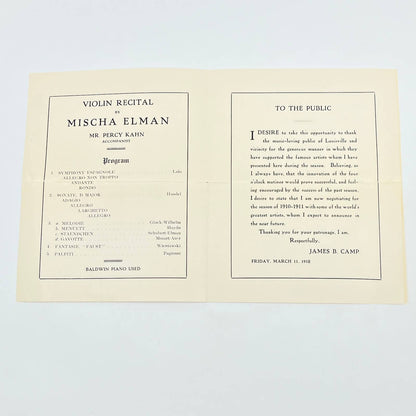 VIOLIN RECITAL
BY
MISCHA ELMAN
MR. PERCY KAHN
ACCOMPANIST
Program
1. SYMPHONY ESPAGNOLE Lalo
ALLEGRO NON TROPPO
ANDANTE
RONDO
2. SONATE, D MAJOR Handel
ADAGIO
ALLEGRO
LARGHETTO
ALLEGRO
3. a. MELODIE Gluck-Wilhelmj
b. MENUETT Haydn
c. STAENDCHEN Schubert-Elman
d. GAVOTTE Mozart-Auer
4. FANTASIE "FAUST" Wieniawski
5. PALPITI Paganini
BALDWIN PIANO USED
TO THE PUBLIC
I DESIRE to take this opportunity to thank
the music-loving public of Louisville and
vicinity for the generous manner in which they
have supported the famous artists whom I have
presented here during the season. Believing, as
I always have, that the innovation of the four
o'clock matinee would prove successful, and feel-
ing encouraged by the success of the past season,
I desire to state that I am now negotiating for
the season of 1910-1911 with some of the world's
greatest artists, whom I expect to announce in
the near future.
Thanking you for your patronage, I am.
Respectfully,
JAMES B. CAMP
FRIDAY, MARCH 11, 1910